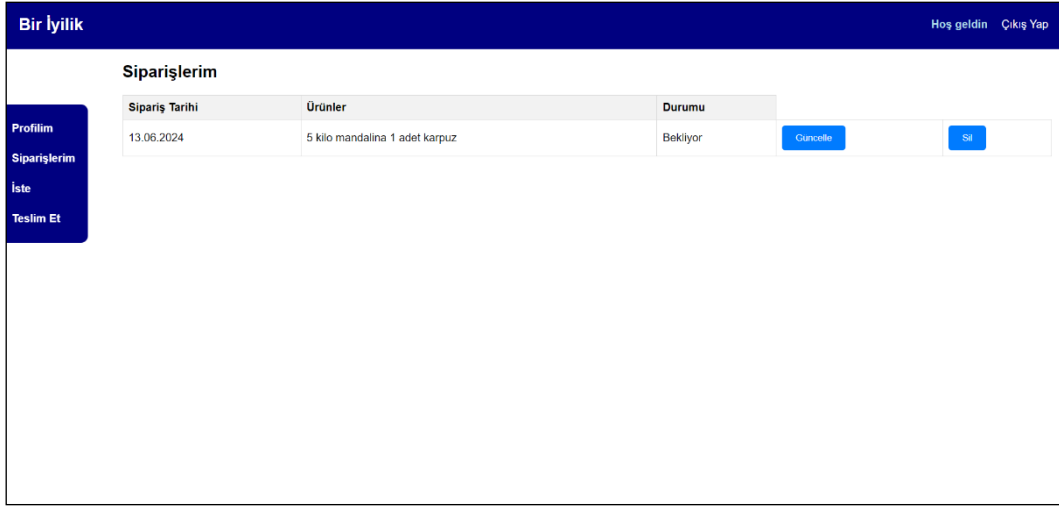 Bir İyilik
Hoş geldin Çıkış Yap
Siparişlerim
Sipariş Tarihi Ürünler Durumu
13.06.2024 5 kilo mandalina 1 adet karpuz Bekliyor Güncelle Sil
Profilim
Siparişlerim
İste
Teslim Et